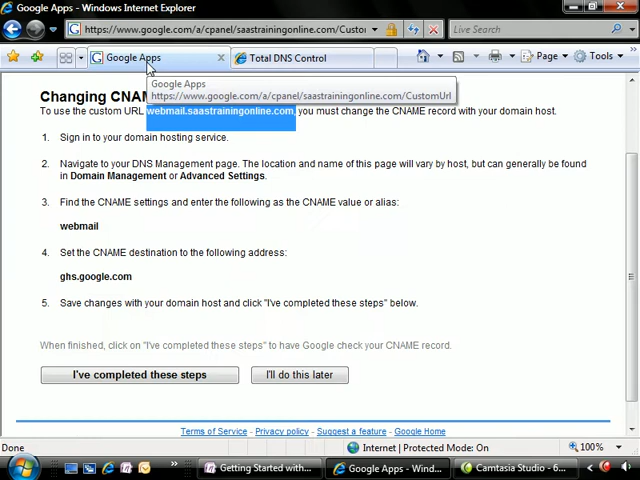 Google Apps - Windows Internet Explorer
https://www.google.com/a/cpanel/saastrainingonline.com/Custo
Live Search
Google Apps
Total DNS Control
Page
Tools
Google Apps
https://www.google.com/a/cpanel/saastrainingonline.com/CustomUrl
Changing CNA
To use the custom URL webmail.saastrainingonline.com, you must change the CNAME record with your domain host.
1. Sign in to your domain hosting service.
2. Navigate to your DNS Management page. The location and name of this page will vary by host, but can generally be found
in Domain Management or Advanced Settings.
3. Find the CNAME settings and enter the following as the CNAME value or alias:
webmail
4. Set the CNAME destination to the following address:
ghs.google.com
5. Save changes with your domain host and click "I've completed these steps" below.
When finished, click on "I've completed these steps" to have Google check your CNAME record.
I've completed these steps
I'll do this later
Terms of Service - Privacy policy - Suggest a feature - Google Home
Done
Internet | Protected Mode: On
100%
Getting Started with...
Google Apps - Wind...
Camtasia Studio - 6...